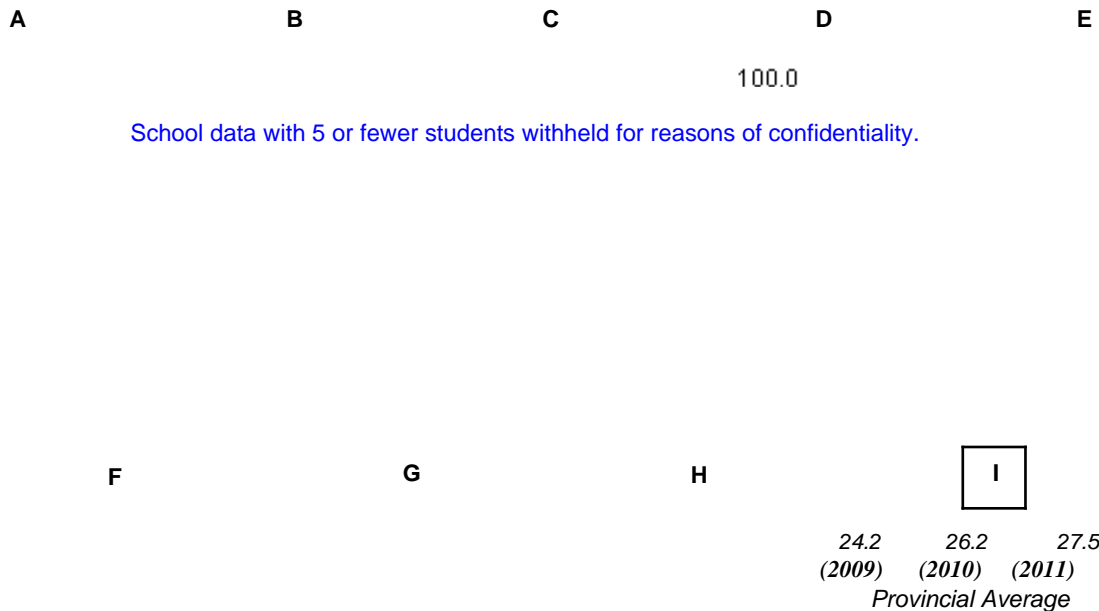 A B C D E
100.0
School data with 5 or fewer students withheld for reasons of confidentiality.
F G H I
24.2 26.2 27.5
(2009) (2010) (2011)
Provincial Average